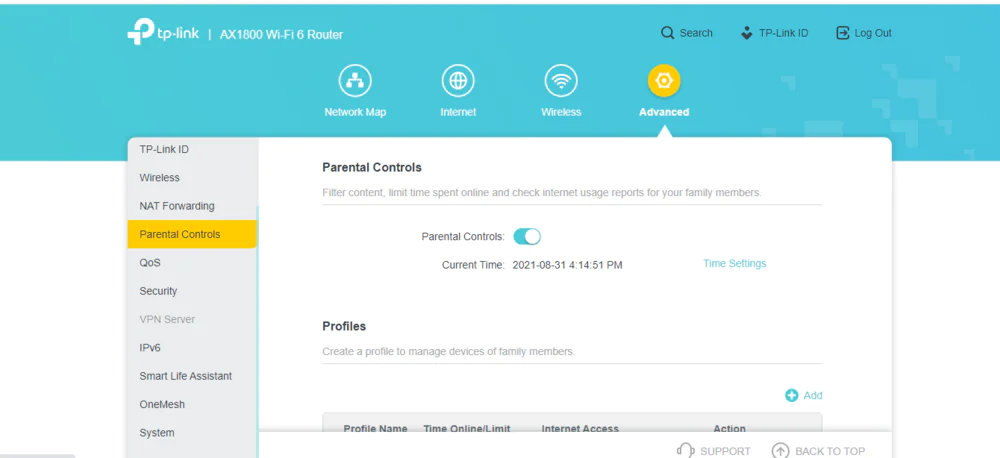 tp-link | AX1800 Wi-Fi 6 Router
Search TP-Link ID Log Out
Network Map Internet Wireless Advanced
TP-Link ID
Wireless
NAT Forwarding
Parental Controls
QoS
Security
VPN Server
IPv6
Smart Life Assistant
OneMesh
System
Parental Controls
Filter content, limit time spent online and check internet usage reports for your family members.
Parental Controls:
Current Time: 2021-08-31 4:14:51 PM Time Settings
Profiles
Create a profile to manage devices of family members.
Add
Profile Name Time Online/Limit Internet Access Action
SUPPORT BACK TO TOP